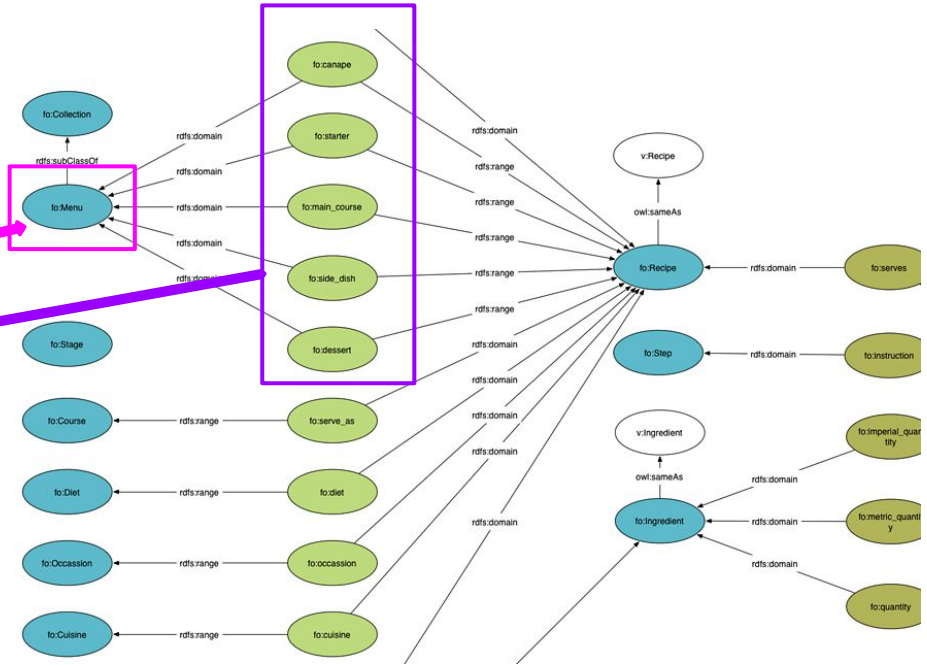 fo:canape
fo:Collection
rdfs:domain
rdfs:domain
fo:starter
v:Recipe
rdfs:subClassOf
rdfs:range
rdfs:domain
rdfs:range
fo:Menu
rdfs:domain
fo:main_course
owl:sameAs
rdfs:range
rdfs:domain
fo:Recipe
rdfs:domain
fo:serves
rdfs:domain
fo:side_dish
rdfs:range
rdfs:range
fo:Stage
fo:dessert
rdfs:domain
fo:Step
rdfs:domain
fo:instruction
rdfs:domain
fo:Course
rdfs:range
fo:serve_as
rdfs:domain
v:Ingredient
fo:imperial_quar
tity
rdfs:domain
owl:sameAs
rdfs:domain
fo:Diet
rdfs:range
fo:diet
rdfs:domain
fo:Ingredient
rdfs:domain
fo:metric_quanti
y
fo:Occassion
rdfs:range
fo:occassion
rdfs:domain
fo:quantity
fo:Cuisine
rdfs:range
fo:cuisine